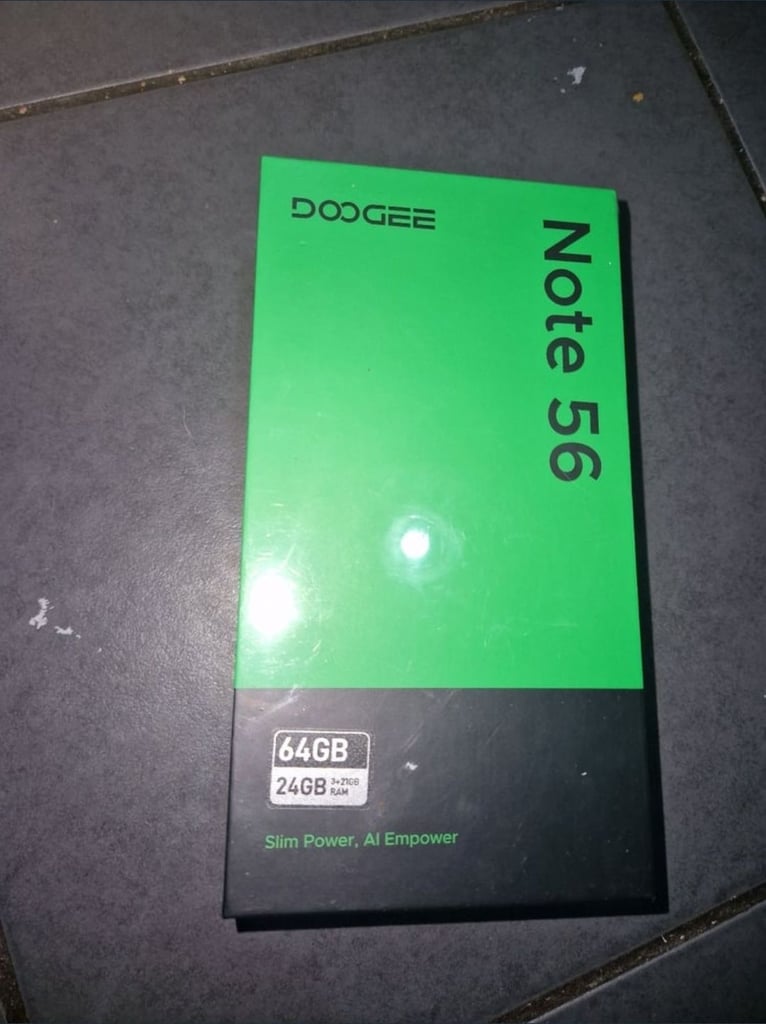 DOOGEE
Note 56
64GB
24GB 3+21GB RAM
Slim Power, AI Empower